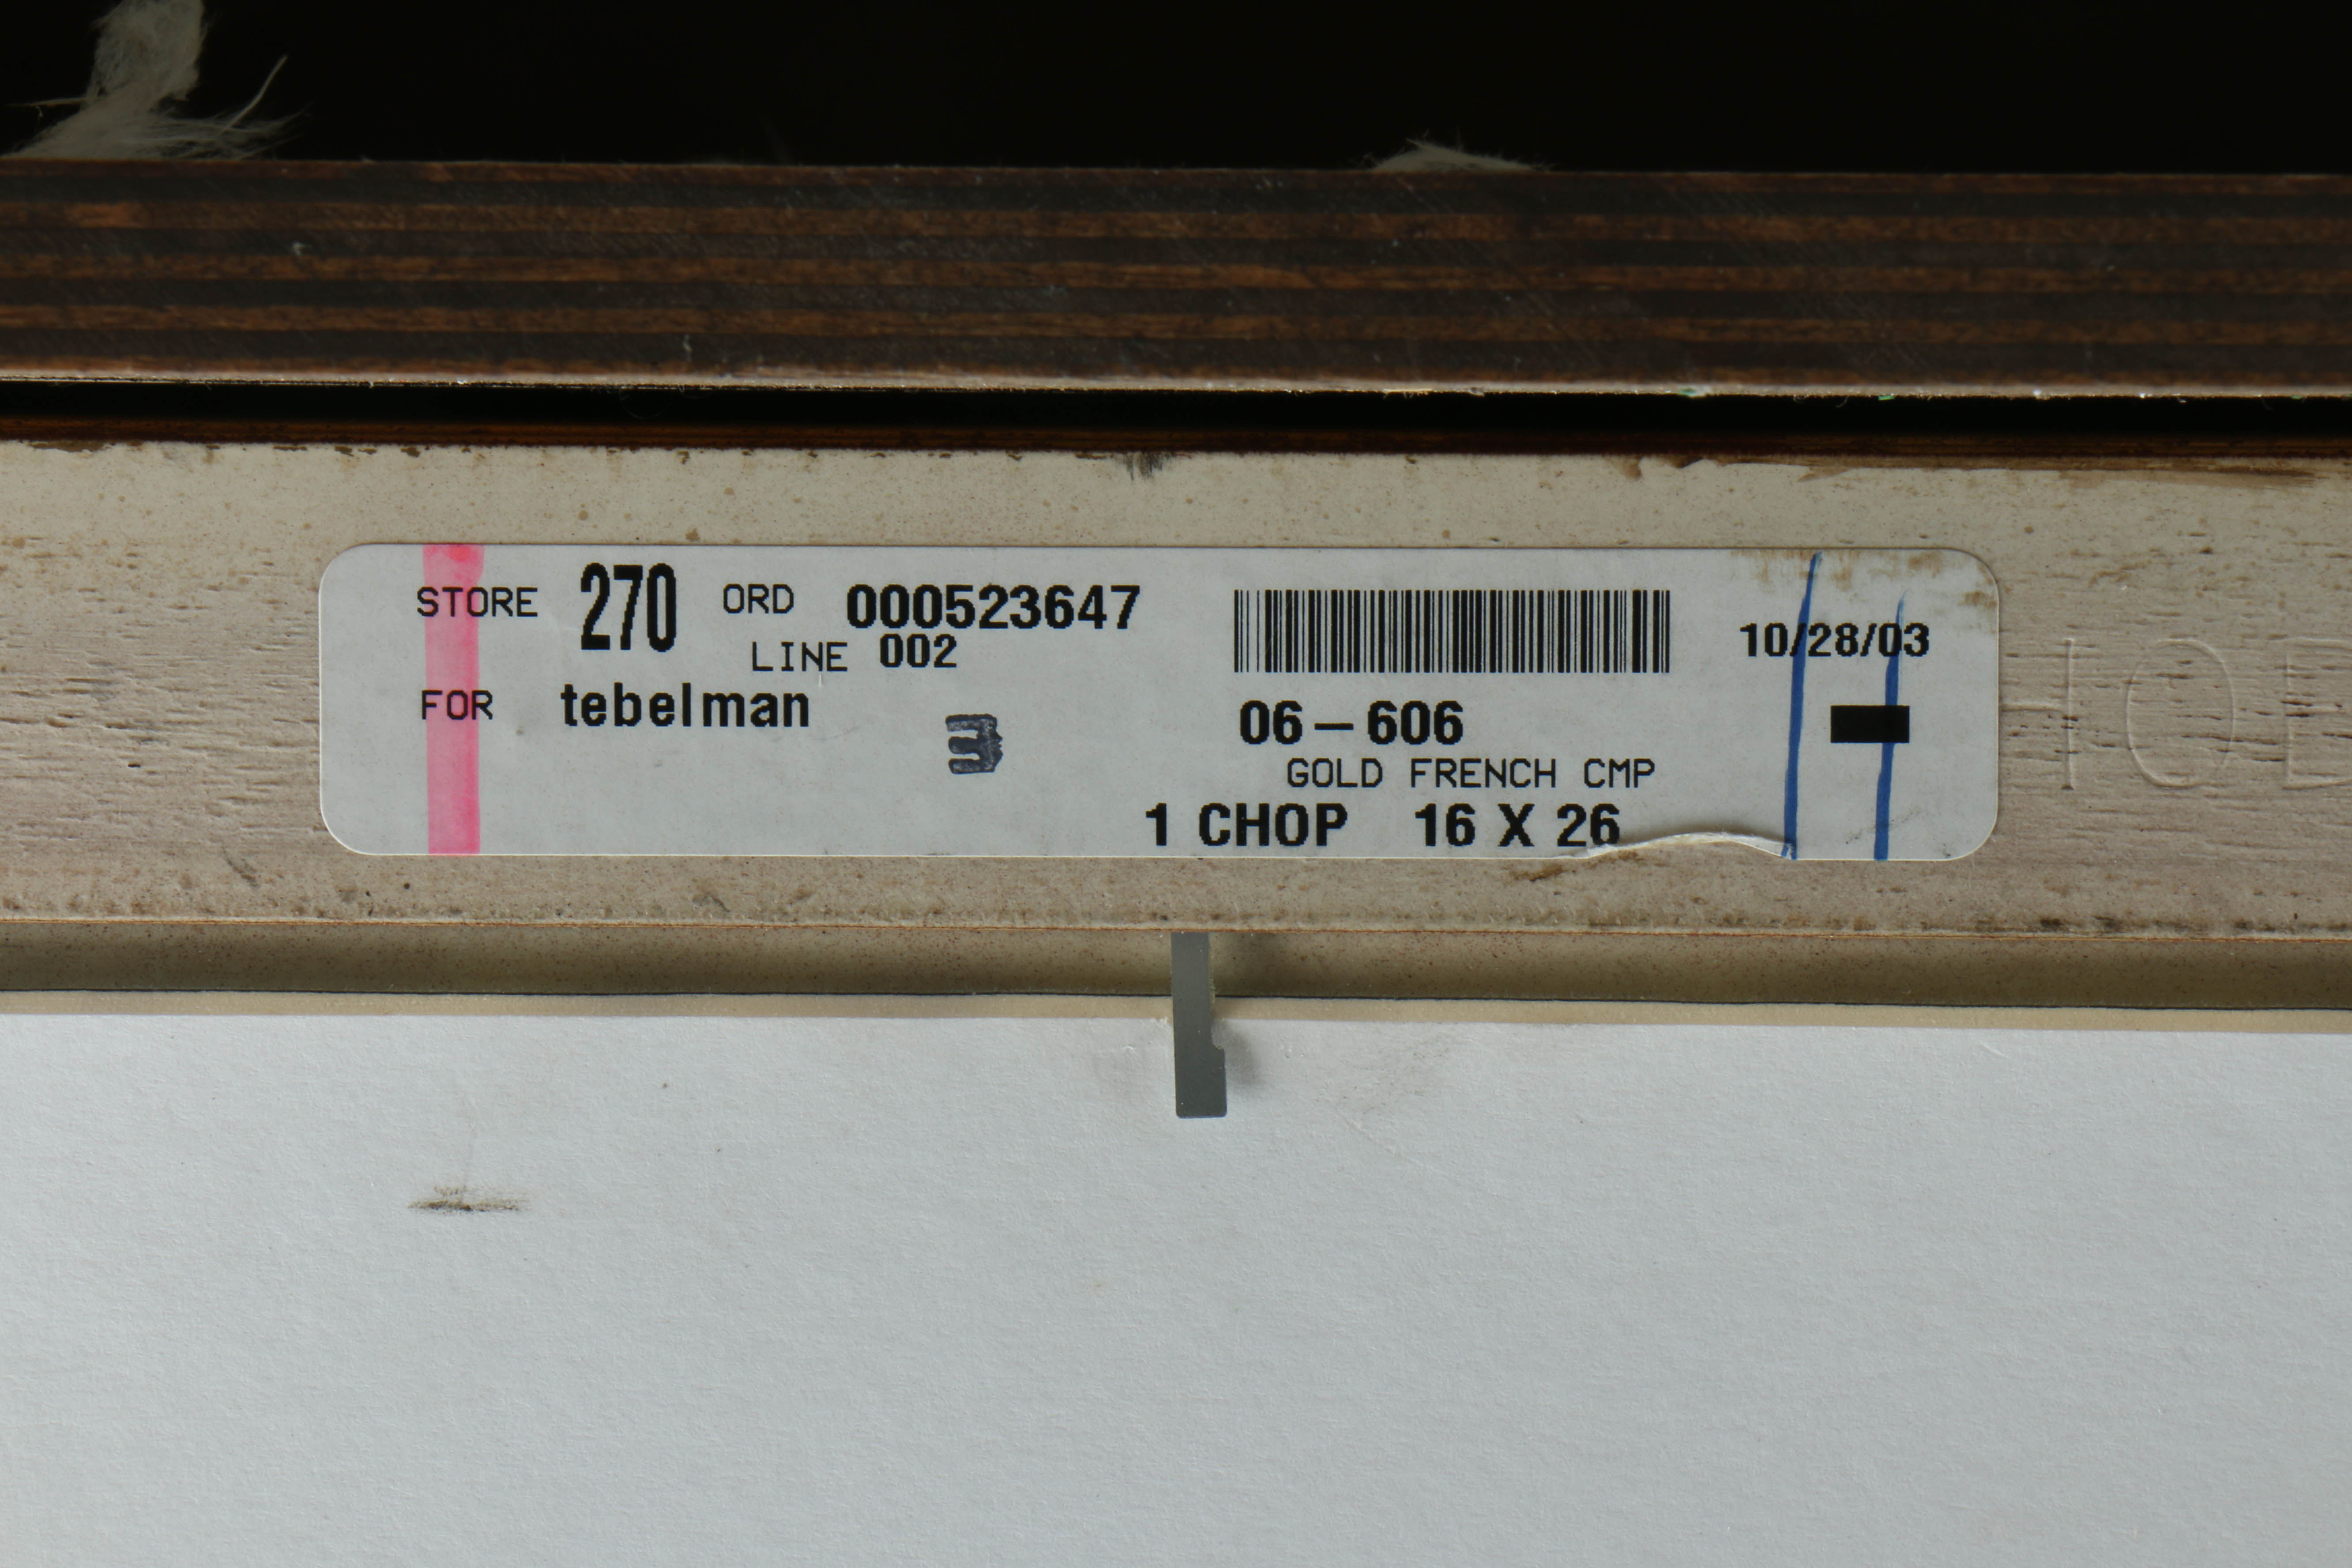 STORE 270 ORD 000523647
LINE 002
FOR tebelman
3
10/28/03
06-606
GOLD FRENCH CMP
1 CHOP 16 X 26